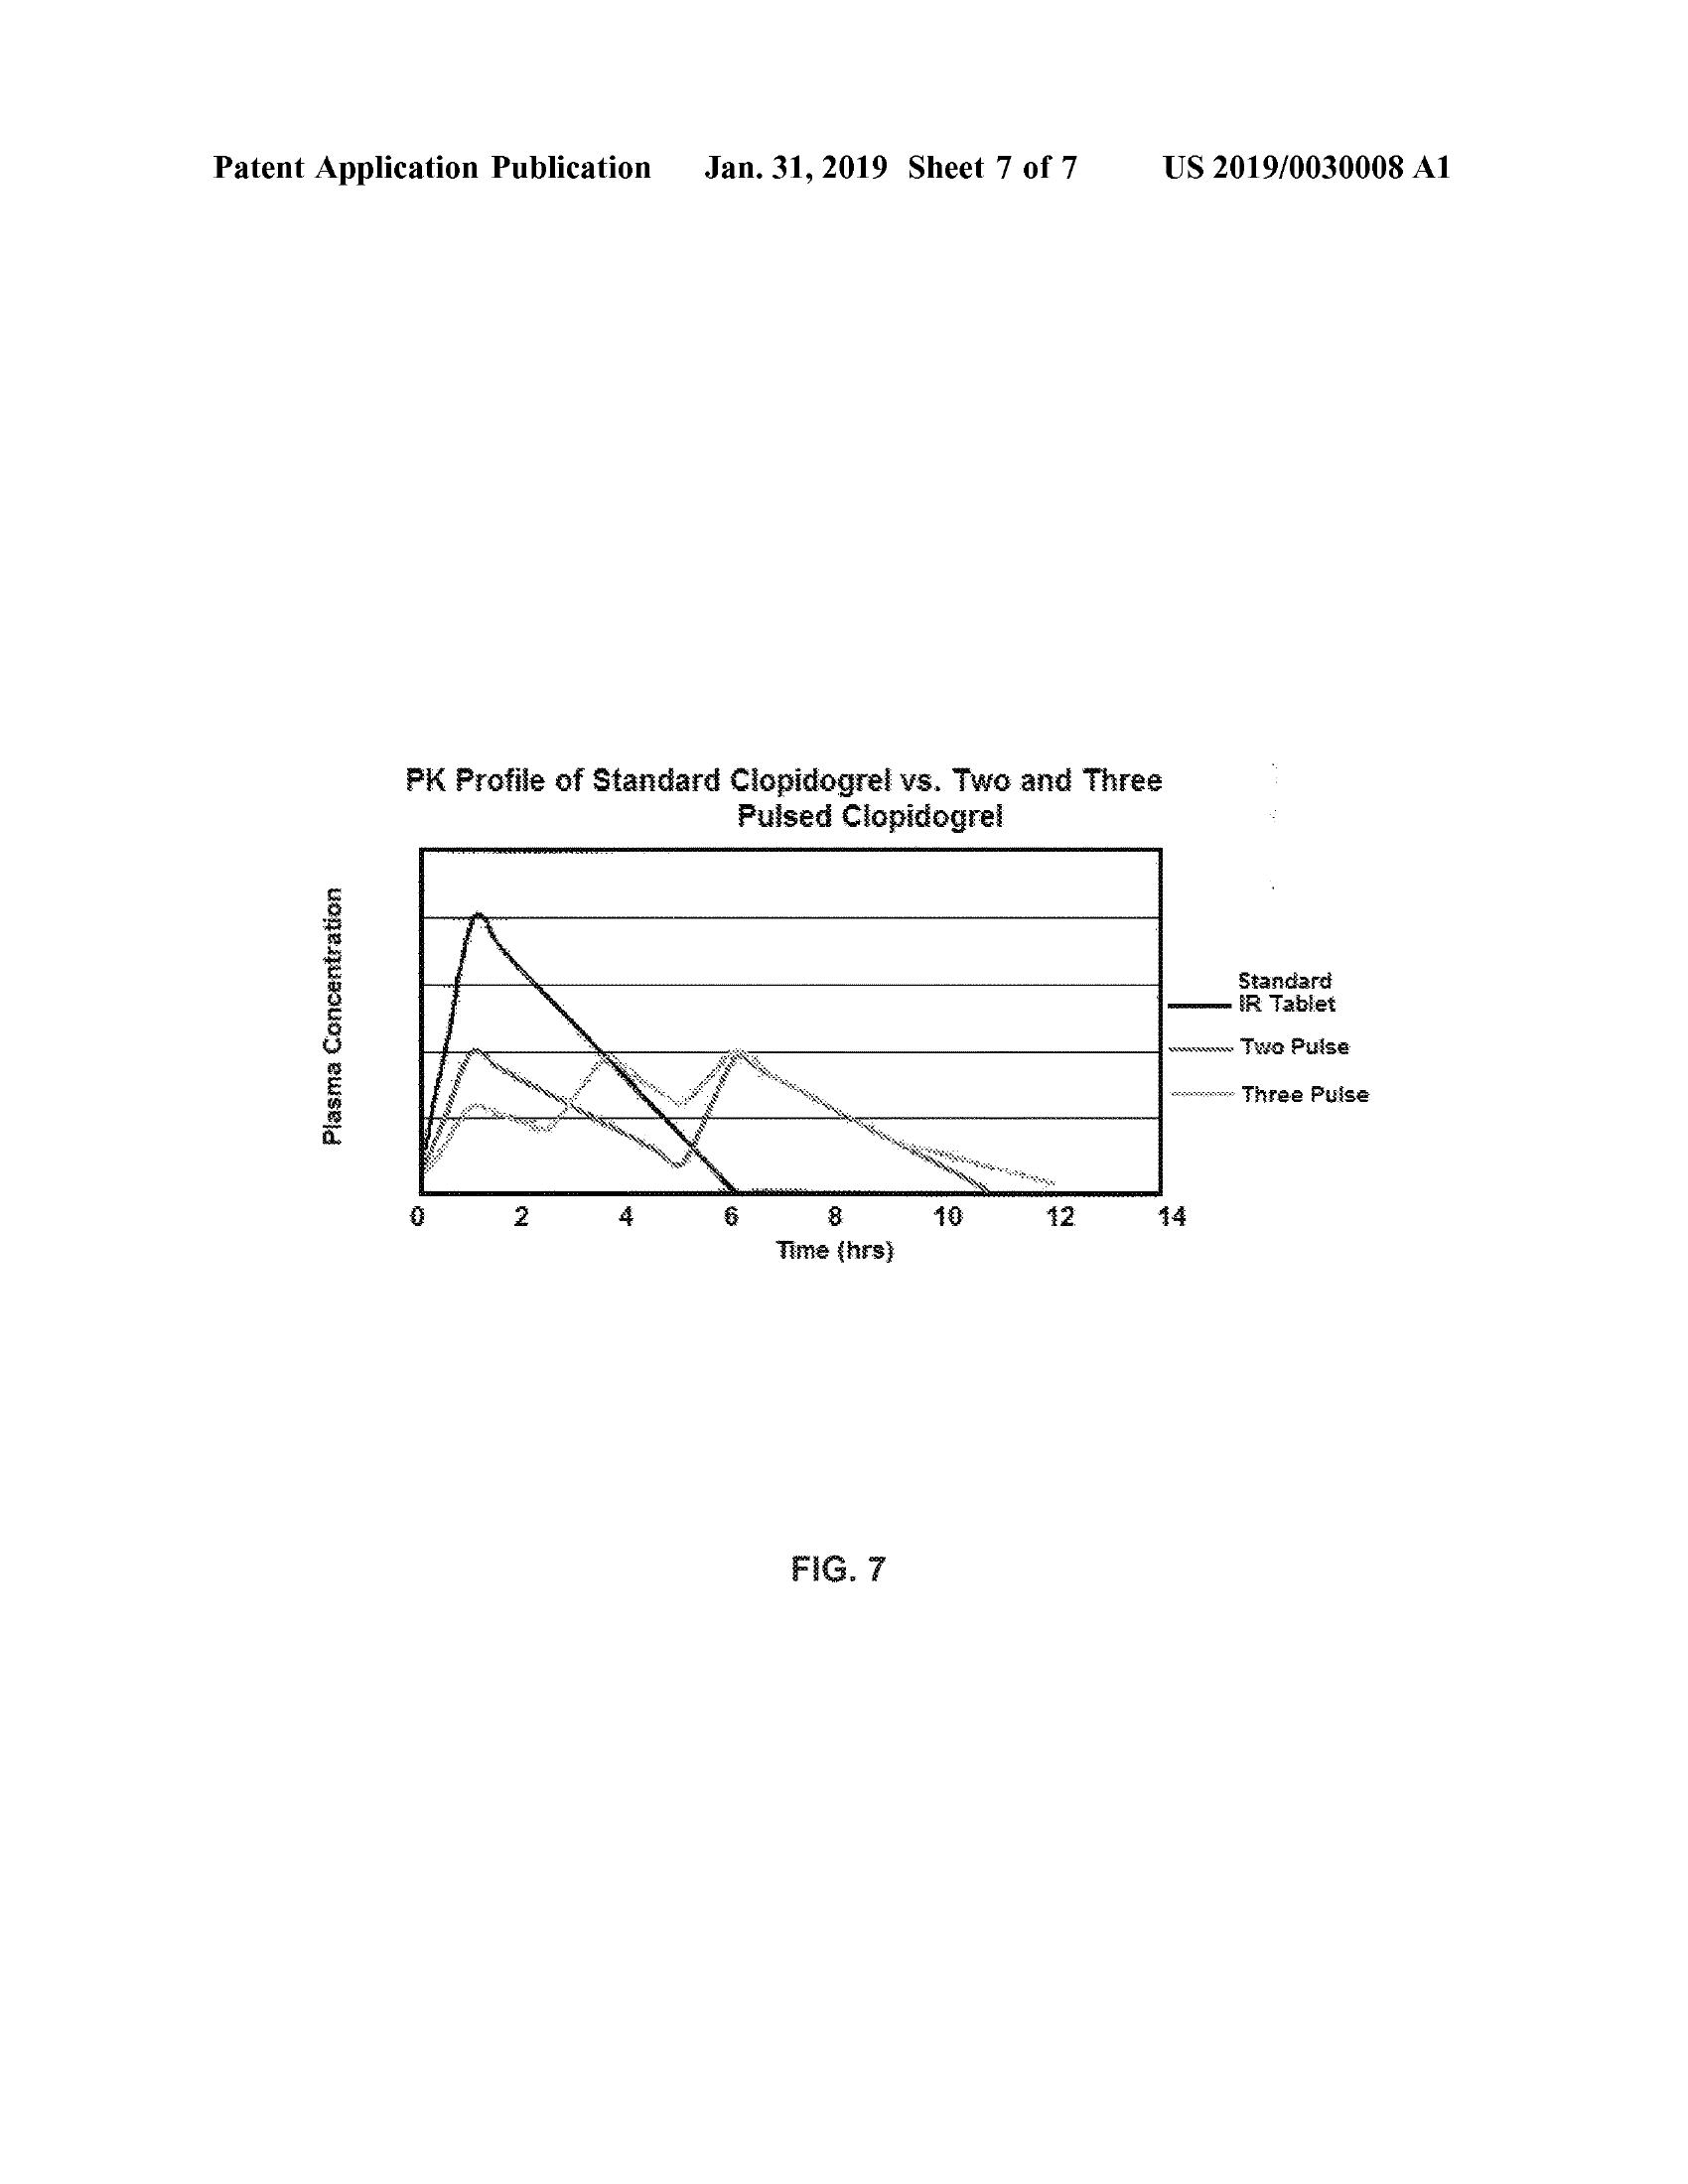 Patent Application Publication Jan. 31, 2019 Sheet 7 of 7 US 2019/0030008 A1
PK Profile of Standard Clopidogrel vs. Two and Three
Pulsed Clopidogrel
Plasma Concentration
Standard
IR Tablet
Two Pulse
Three Pulse
0 2 4 6 8 10 12 14
Time (hrs)
FIG. 7